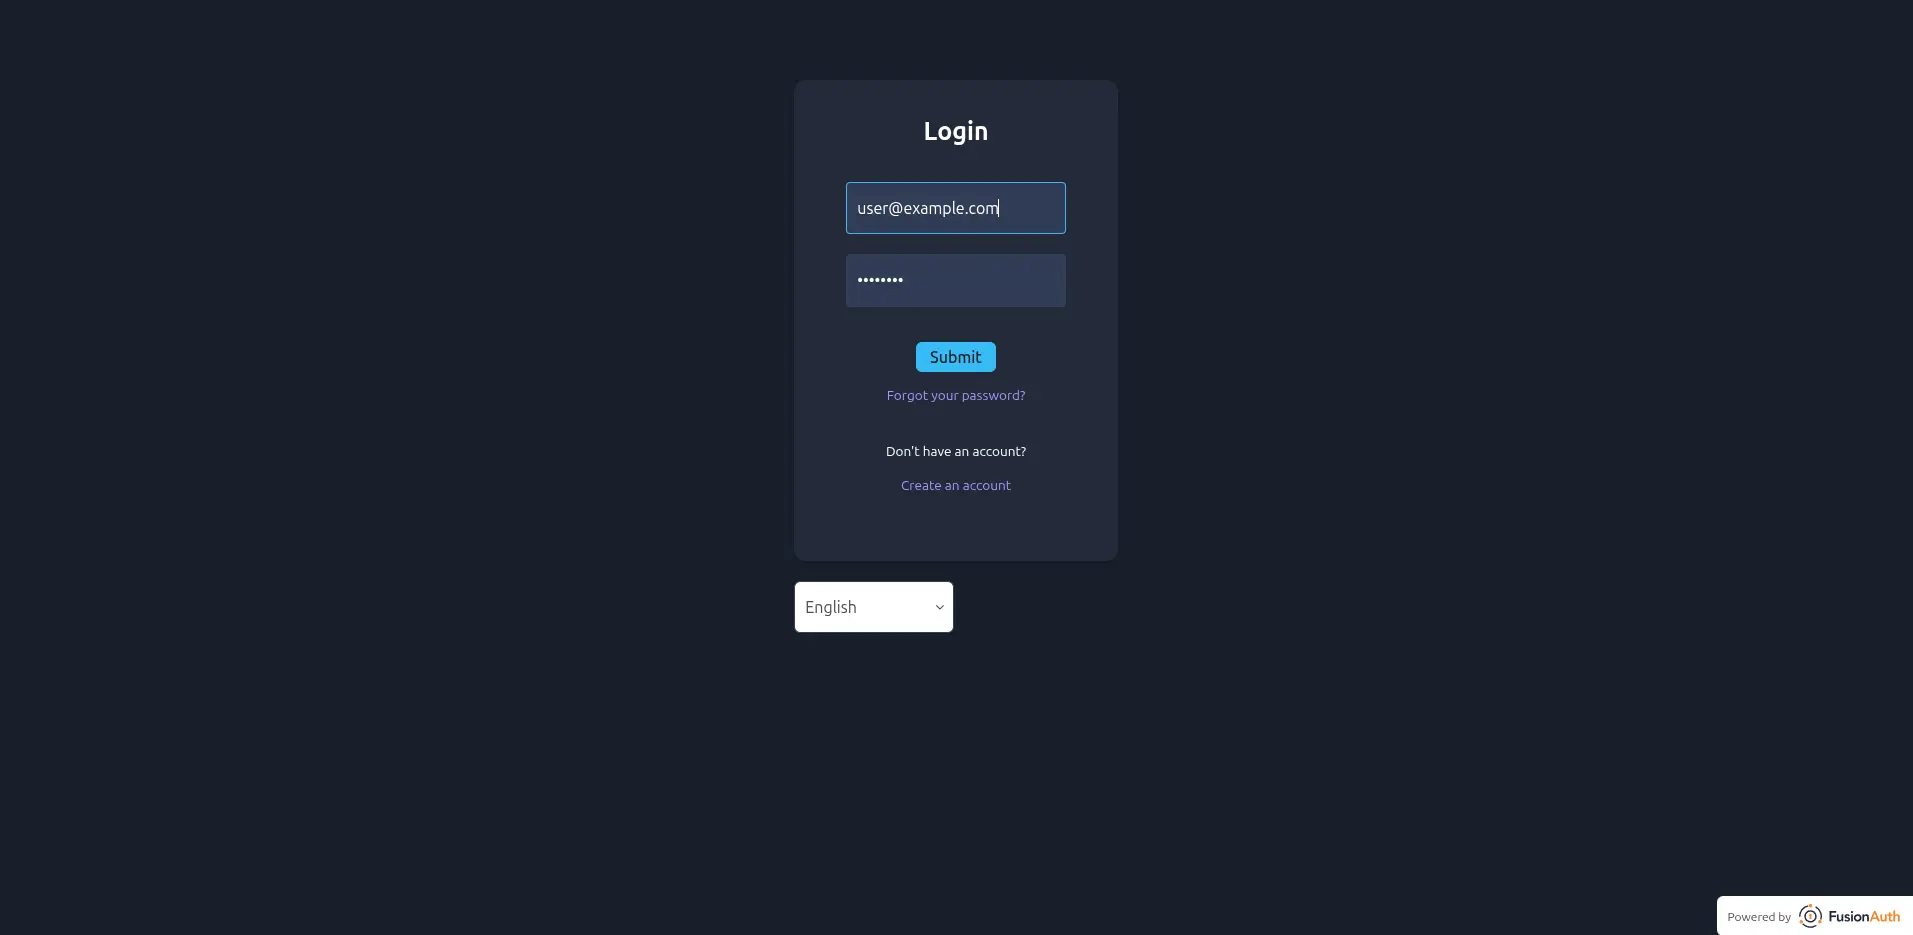 Login
user@example.com
••••••••
Submit
Forgot your password?
Don't have an account?
Create an account
English
Powered by FusionAuth